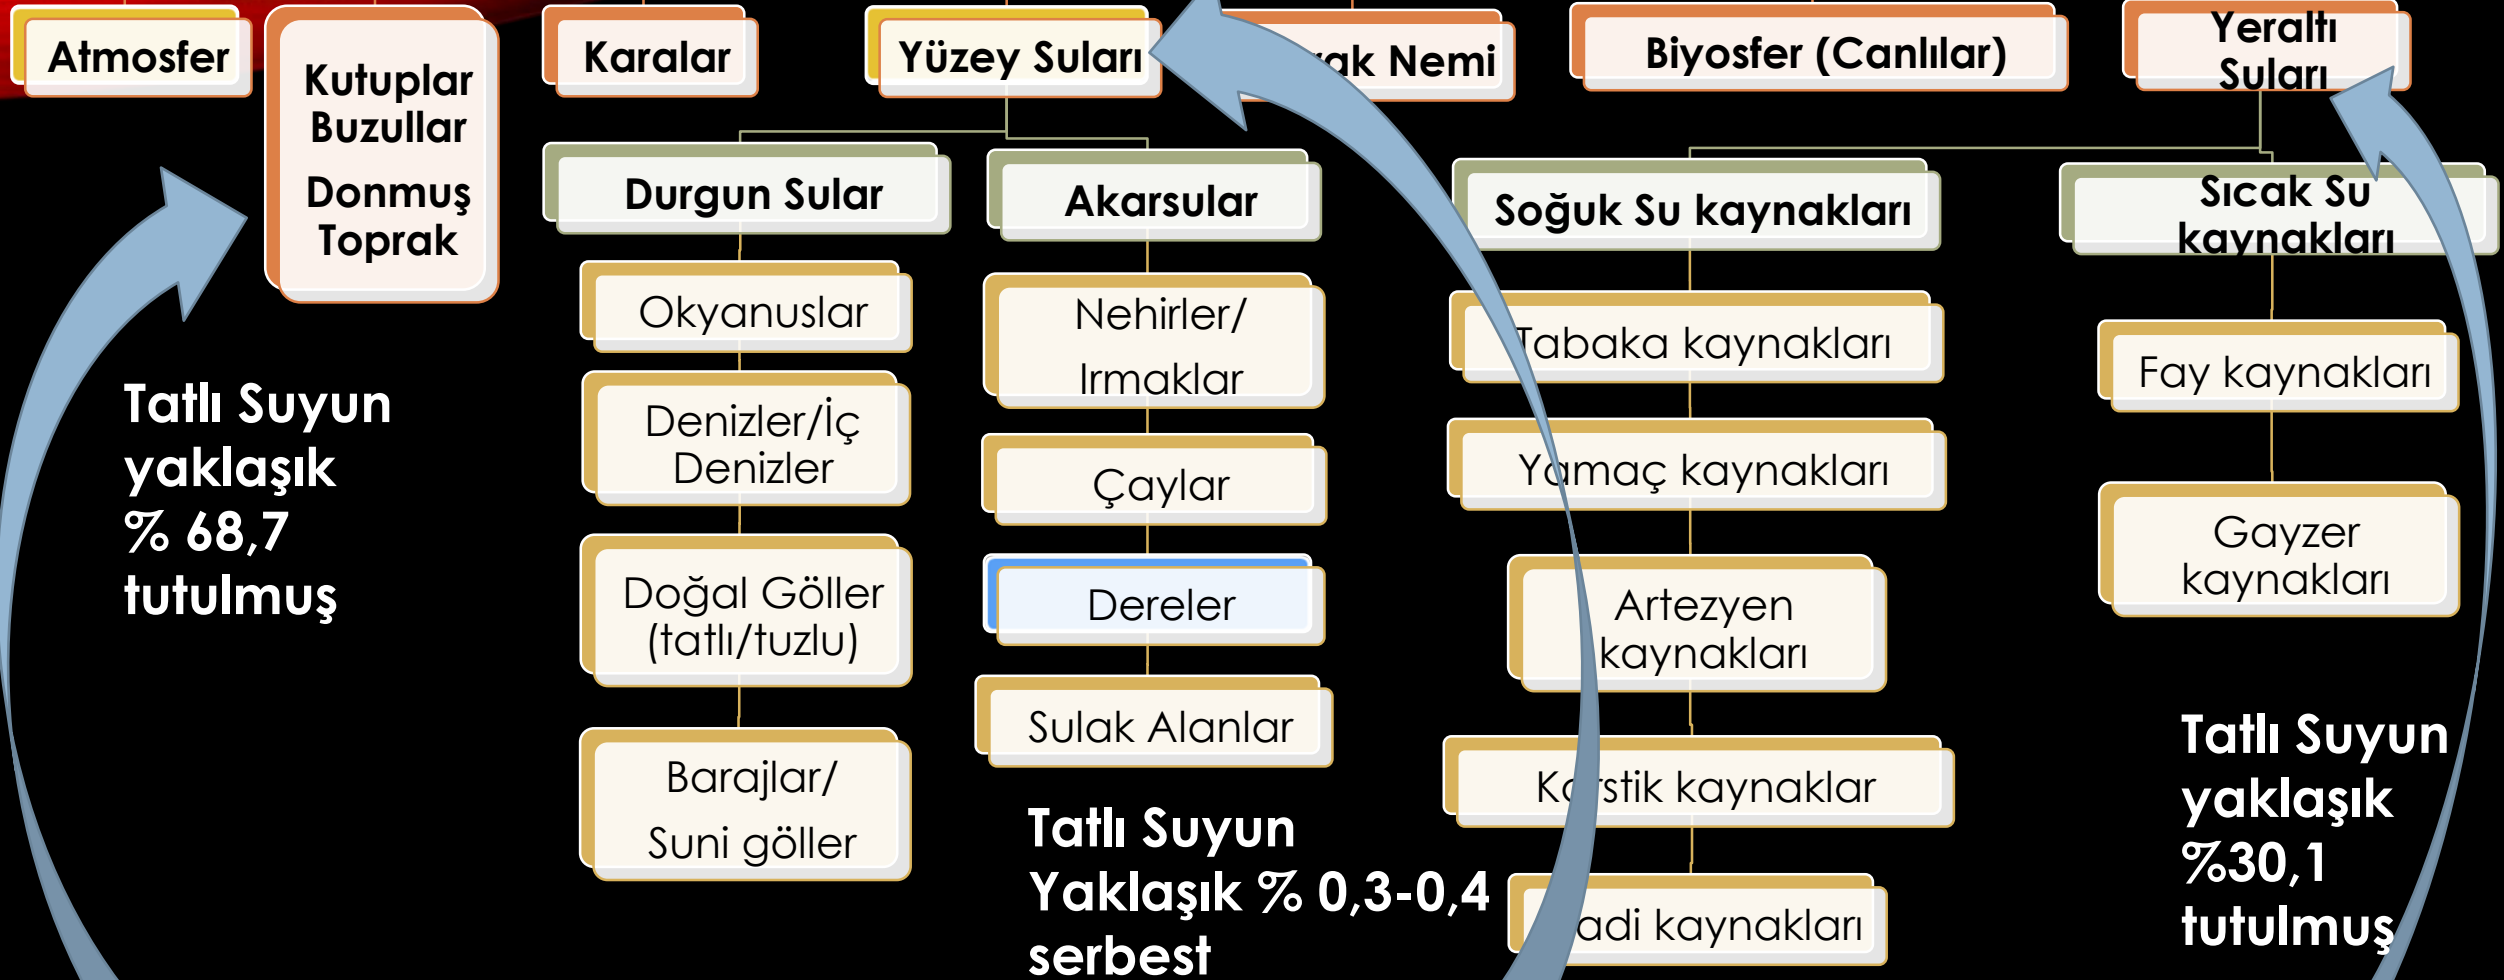 Atmosfer
Kutuplar
Buzullar
Donmuş
Toprak
Karalar
Yüzey Suları
Nemi
Biyosfer (Canlılar)
Yeraltı
Suları
Durgun Sular
Okyanuslar
Denizler/İç
Denizler
Doğal Göller
(tatlı/tuzlu)
Barajlar/
Suni göller
Akarsular
Nehirler/
Irmaklar
Çaylar
Dereler
Sulak Alanlar
Soğuk Su kaynakları
Tabaka kaynakları
Yamaç kaynakları
Artezyen
kaynakları
Karstik kaynaklar
kaynakları
Sıcak Su
kaynakları
Fay kaynakları
Gayzer
kaynakları
Tatlı Suyun
yaklaşık
% 68,7
tutulmuş
Tatlı Suyun
Yaklaşık % 0,3-0,4
serbest
Tatlı Suyun
yaklaşık
%30,1
tutulmuş